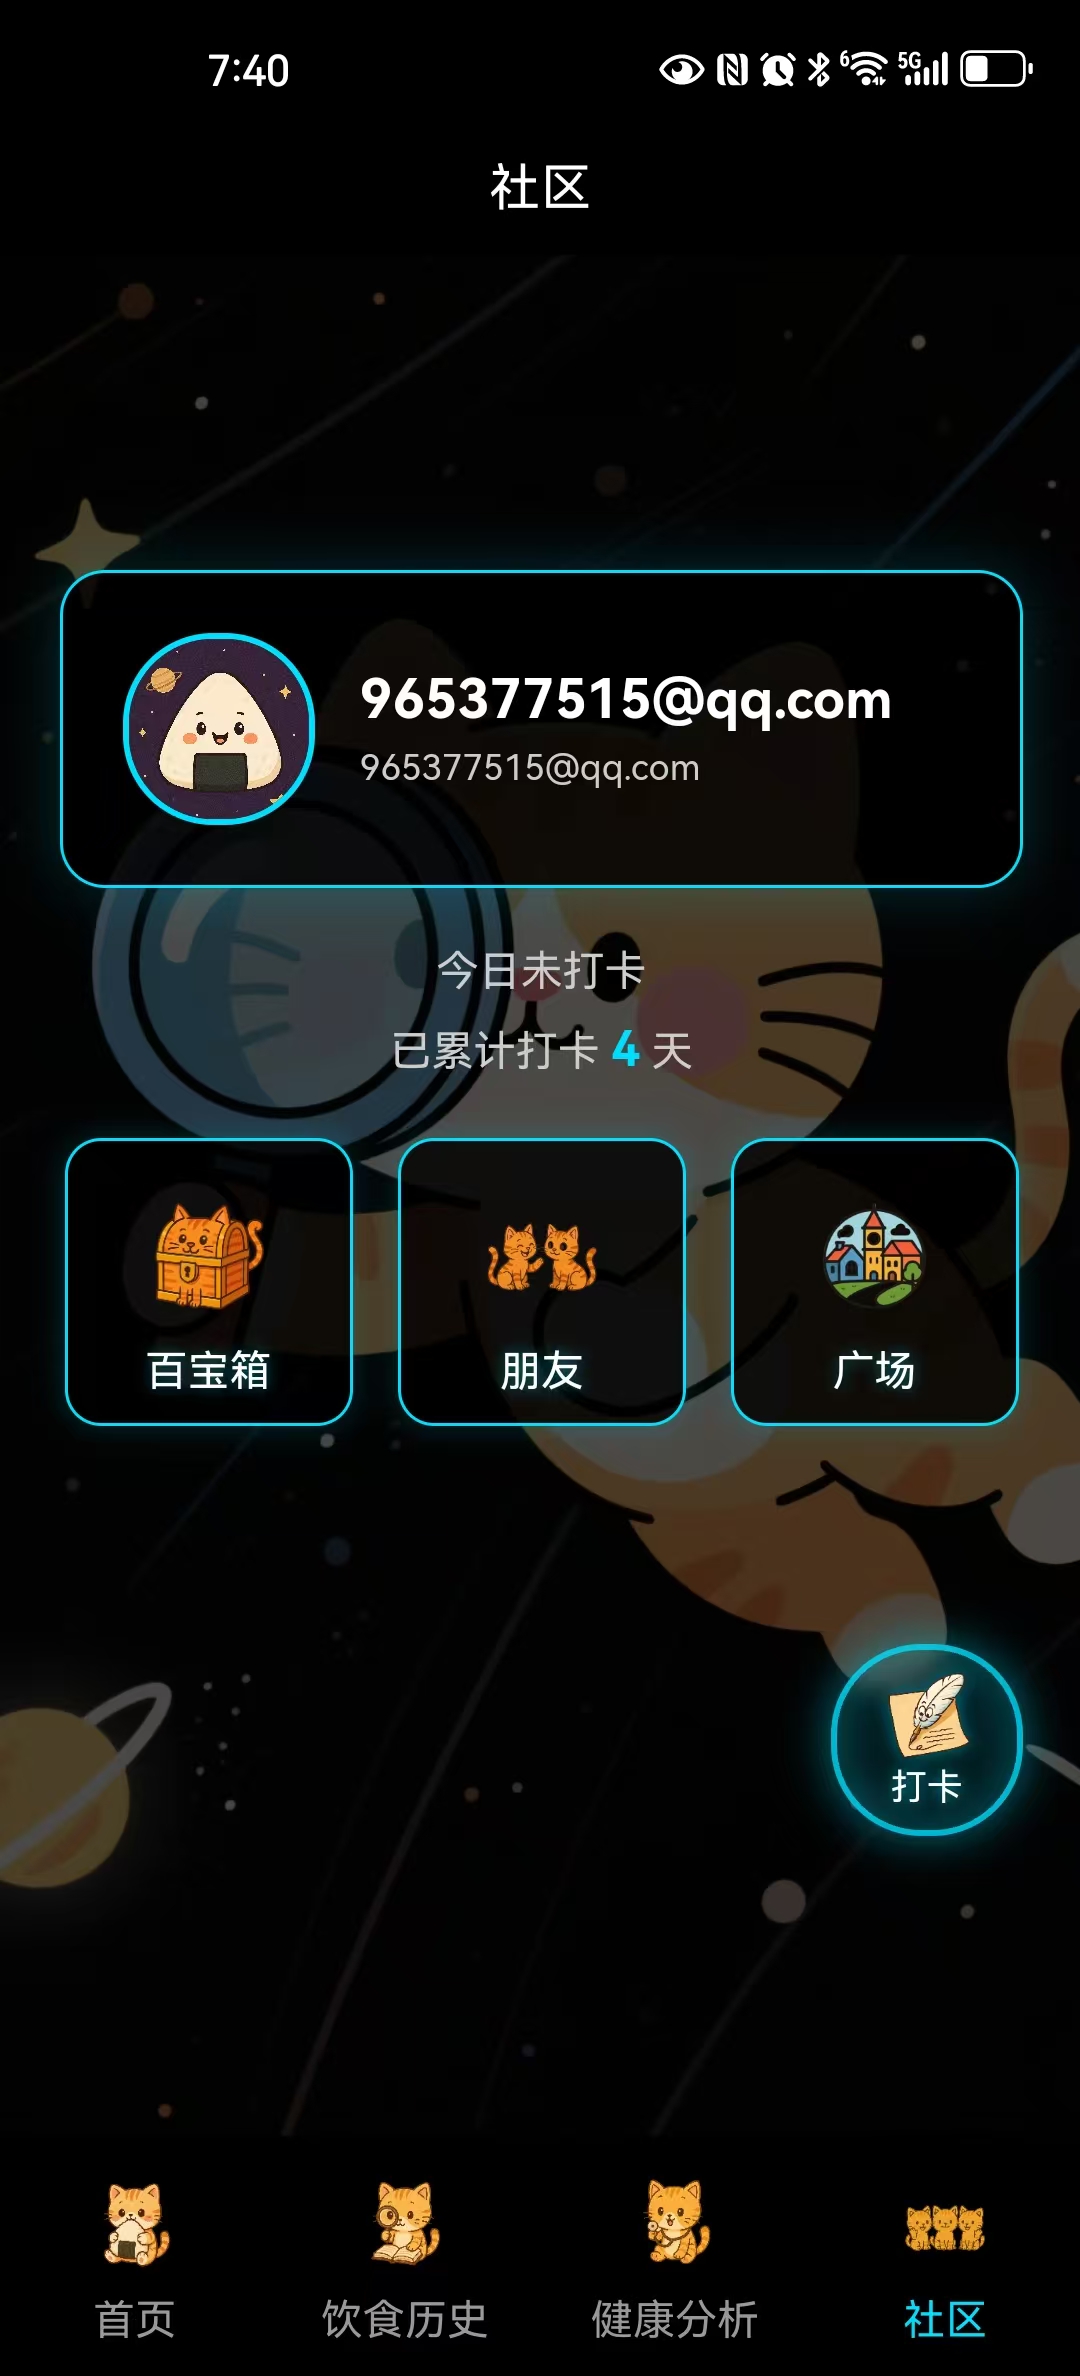 7:40
6 5G
社区
965377515@qq.com
965377515@qq.com
今日未打卡
已累计打卡 4 天
百宝箱 朋友 广场
打卡
首页 饮食历史 健康分析 社区